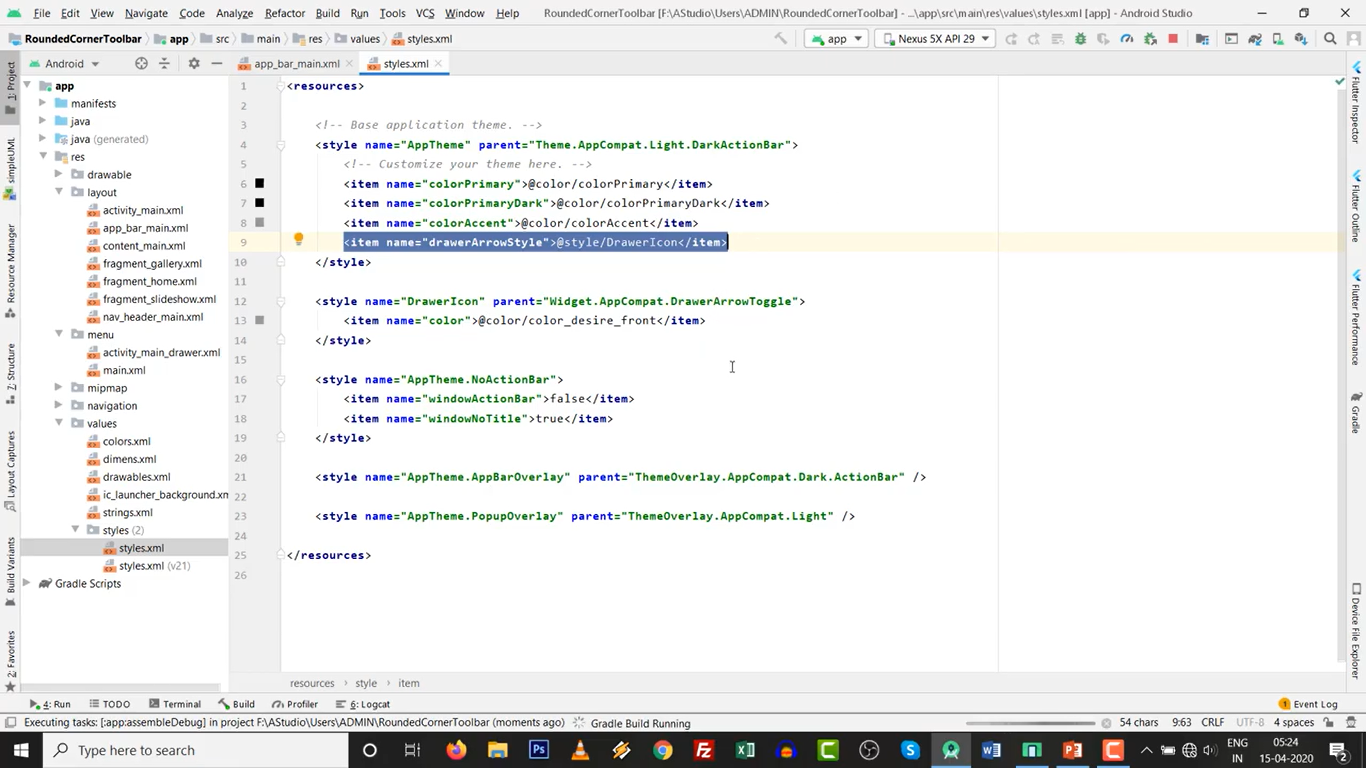 File Edit View Navigate Code Analyze Refactor Build Run Tools VCS Window Help RoundedCornerToolbar [F:\AStudio\Users\ADMIN\RoundedCornerToolbar] - ...\app\src\main\res\values\styles.xml [app] - Android Studio
RoundedCornerToolbar app src main res values styles.xml app Nexus 5X API 29
Android app_bar_main.xml styles.xml
1: Project
simpleUML
Resource Manager
Z: Structure
Layout Captures
Build Variants
2: Favorites
app
manifests
java
java (generated)
res
drawable
layout
activity_main.xml
app_bar_main.xml
content_main.xml
fragment_gallery.xml
fragment_home.xml
fragment_slideshow.xml
nav_header_main.xml
menu
activity_main_drawer.xml
main.xml
mipmap
navigation
values
colors.xml
dimens.xml
drawables.xml
ic_launcher_background.xm
strings.xml
styles (2)
styles.xml
styles.xml (v21)
Gradle Scripts
1 <resources>
2
3 <!-- Base application theme. -->
4 <style name="AppTheme" parent="Theme.AppCompat.Light.DarkActionBar">
5 <!-- Customize your theme here. -->
6 <item name="colorPrimary">@color/colorPrimary</item>
7 <item name="colorPrimaryDark">@color/colorPrimaryDark</item>
8 <item name="colorAccent">@color/colorAccent</item>
9 <item name="drawerArrowStyle">@style/DrawerIcon</item>
10 </style>
11
12 <style name="DrawerIcon" parent="Widget.AppCompat.DrawerArrowToggle">
13 <item name="color">@color/color_desire_front</item>
14 </style>
15
16 <style name="AppTheme.NoActionBar">
17 <item name="windowActionBar">false</item>
18 <item name="windowNoTitle">true</item>
19 </style>
20
21 <style name="AppTheme.AppBarOverlay" parent="ThemeOverlay.AppCompat.Dark.ActionBar" />
22
23 <style name="AppTheme.PopupOverlay" parent="ThemeOverlay.AppCompat.Light" />
24
25 </resources>
26
Flutter Inspector
Flutter Outline
Flutter Performance
Gradle
Device File Explorer
resources style item
4: Run TODO Terminal Build Profiler 6: Logcat 1 Event Log
Executing tasks: [:app:assembleDebug] in project F:\AStudio\Users\ADMIN\RoundedCornerToolbar (moments ago) Gradle Build Running 54 chars 9:63 CRLF UTF-8 4 spaces
Type here to search ENG 05:24
IN 15-04-2020 2